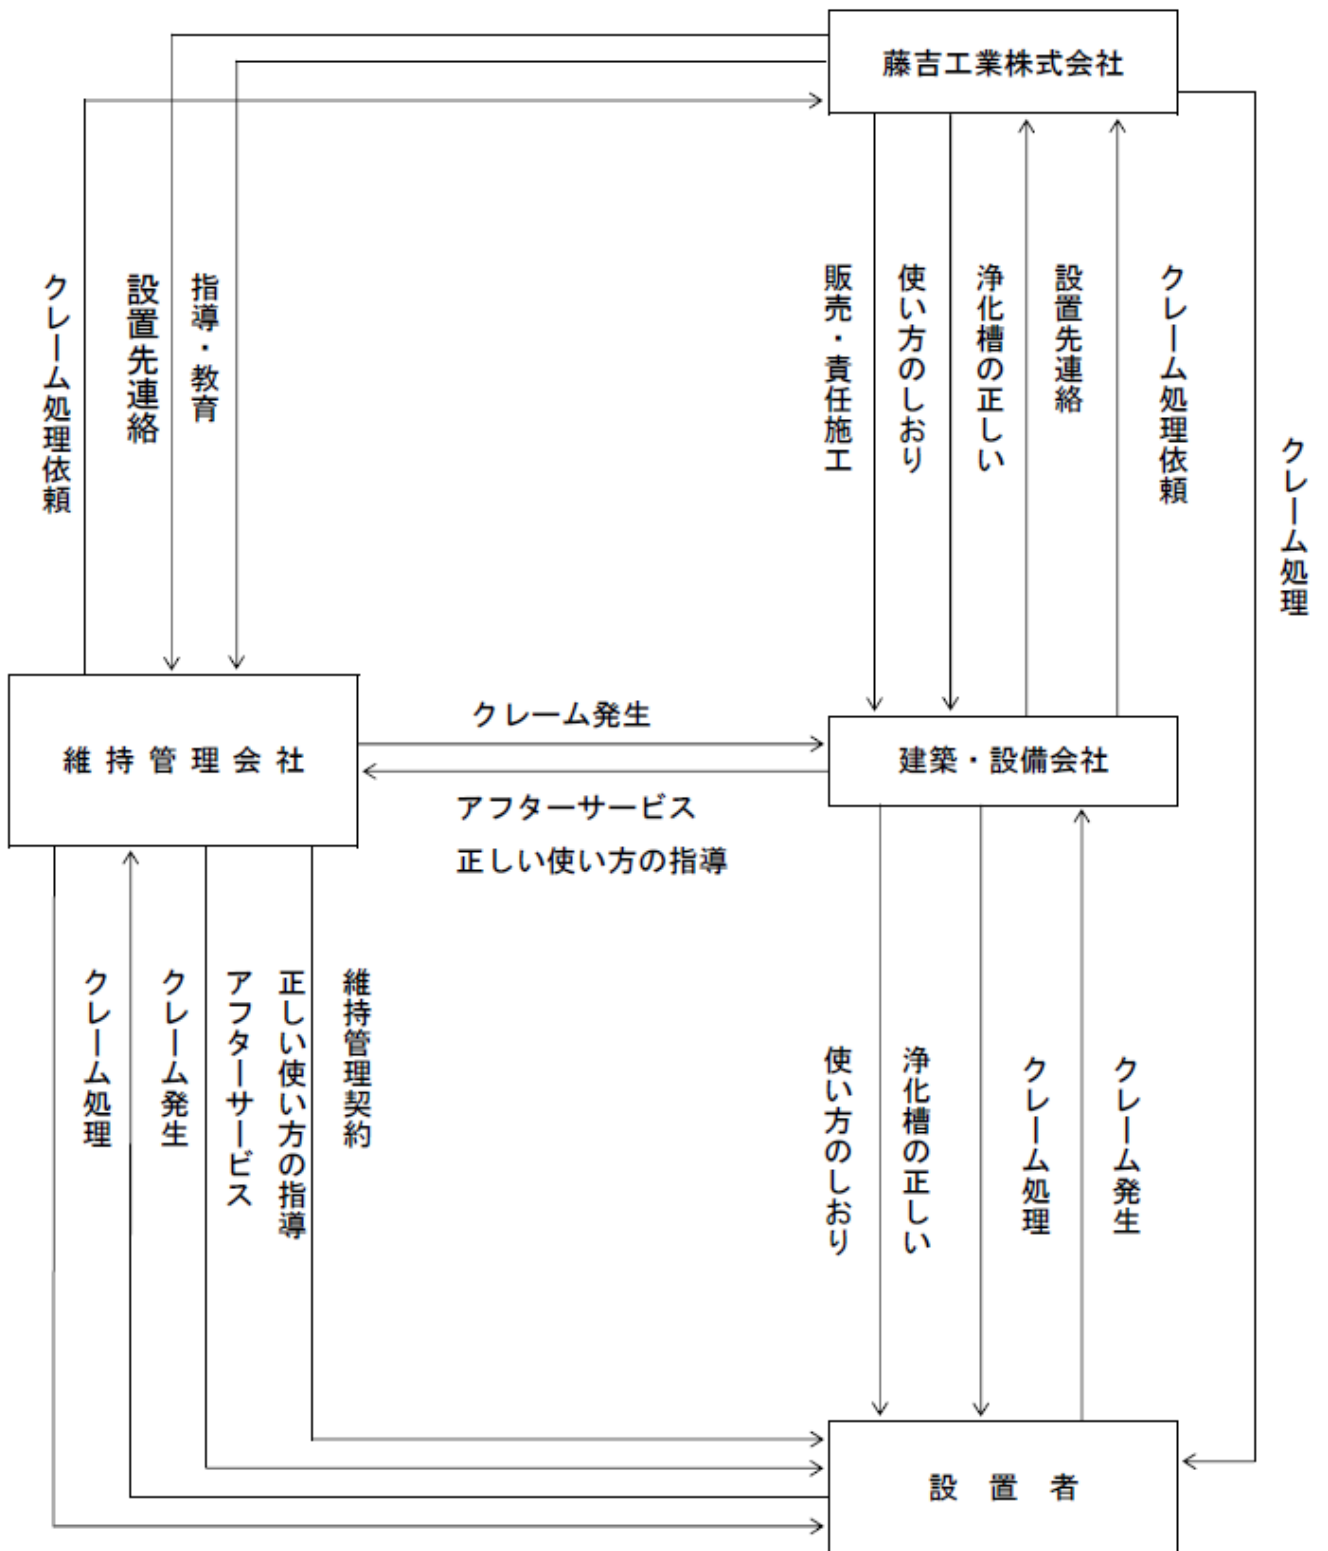 藤吉工業株式会社
クレーム処理依頼
設置先連絡
指導・教育
販売・責任施工
使い方のしおり
浄化槽の正しい
設置先連絡
クレーム処理依頼
クレーム処理
維持管理会社
クレーム発生
アフターサービス
正しい使い方の指導
建築・設備会社
クレーム処理
クレーム発生
アフターサービス
正しい使い方の指導
維持管理契約
使い方のしおり
浄化槽の正しい
クレーム処理
クレーム発生
設置者